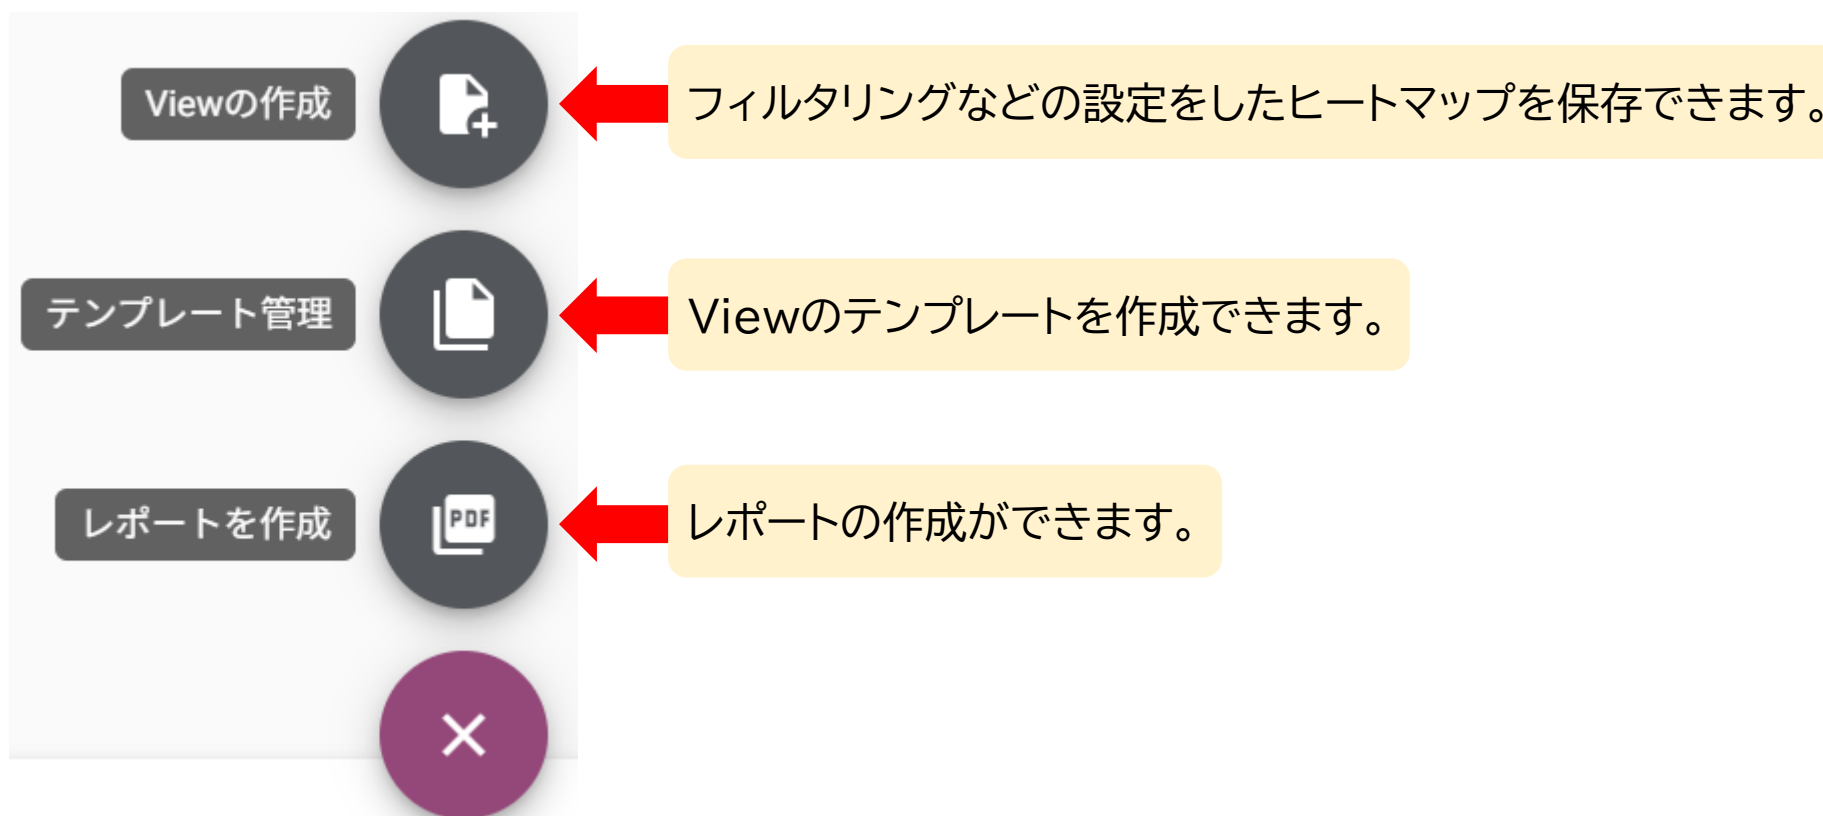 Viewの作成
フィルタリングなどの設定をしたヒートマップを保存できます。
テンプレート管理
Viewのテンプレートを作成できます。
レポートを作成
PDF
レポートの作成ができます。